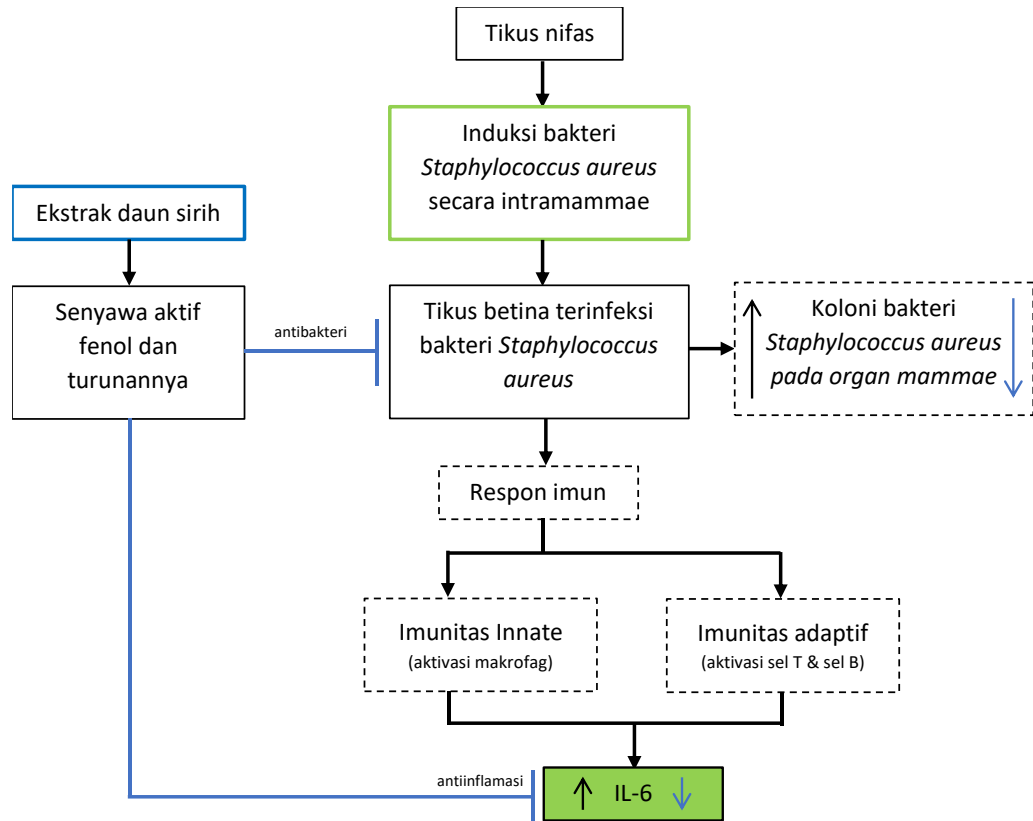 Tikus nifas
Induksi bakteri
Staphylococcus aureus
secara intramammae
Ekstrak daun sirih
Senyawa aktif
fenol dan
turunannya
antibakteri
Tikus betina terinfeksi
bakteri Staphylococcus
aureus
Koloni bakteri
Staphylococcus aureus
pada organ mammae
Respon imun
Imunitas Innate
(aktivasi makrofag)
Imunitas adaptif
(aktivasi sel T & sel B)
antiinflamasi
IL-6